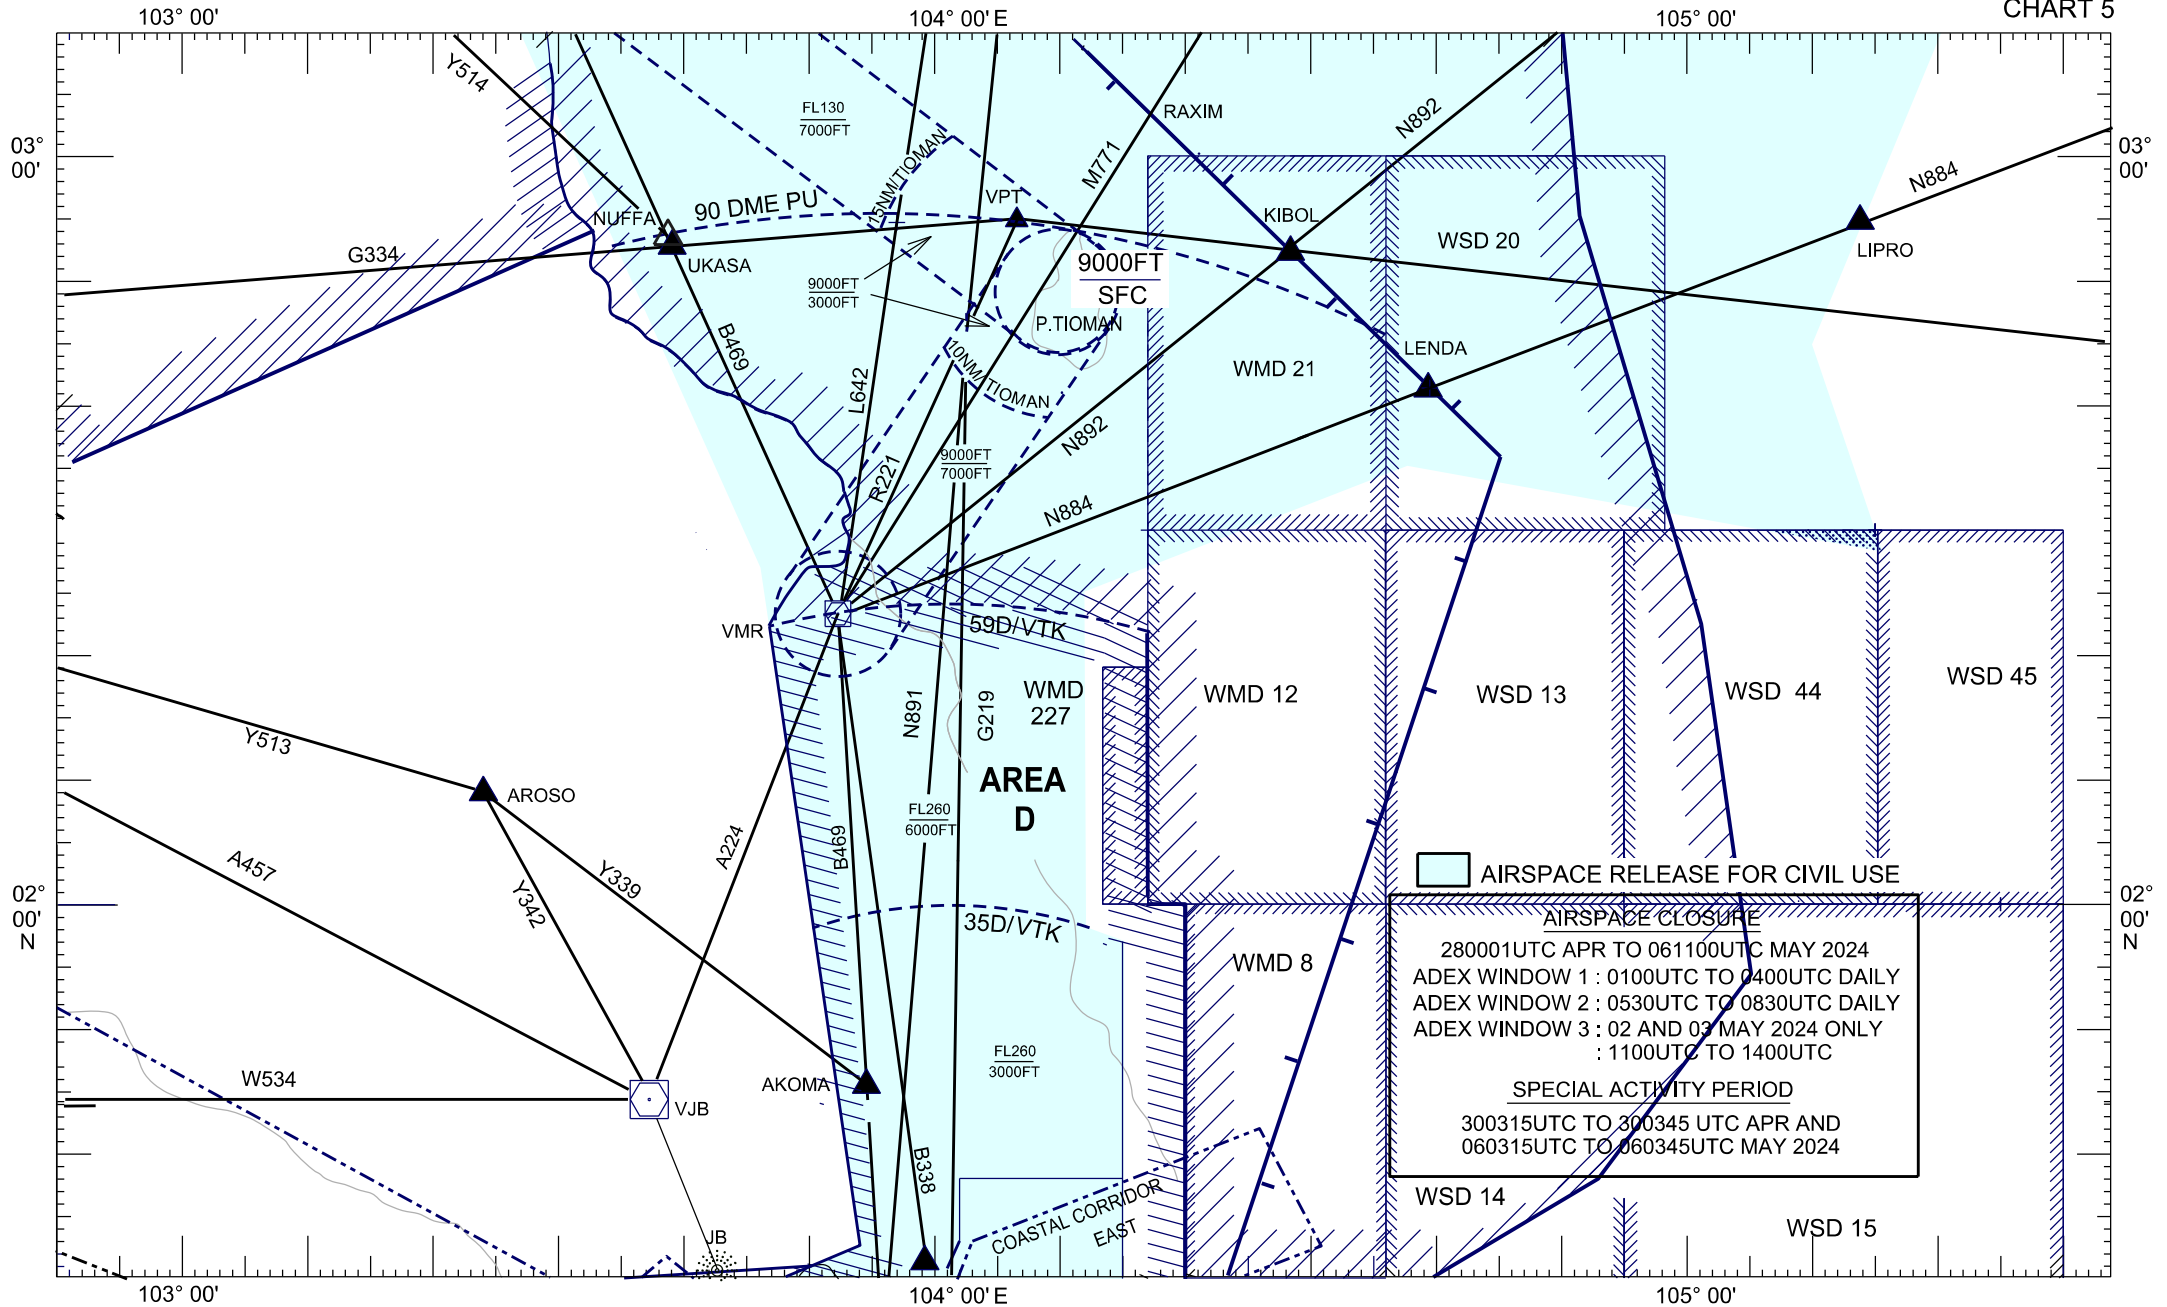 CHART 5
103° 00'
104° 00' E
105° 00'
03°
00'
03°
00'
Y514
FL130
7000FT
15NM/TIOMAN
M771
RAXIM
N892
N884
NUFFA
90 DME PU
VPT
KIBOL
WSD 20
LIPRO
G334
UKASA
9000FT
3000FT
9000FT
SFC
P.TIOMAN
B469
10NM/TIOMAN
LENDA
WMD 21
L642
N892
R221
9000FT
7000FT
N884
VMR
59D/VTK
WMD
227
WMD 12
WSD 13
WSD 44
WSD 45
N891
G219
Y513
AROSO
AREA
D
FL260
6000FT
A224
B469
A457
Y342
Y339
AIRSPACE RELEASE FOR CIVIL USE
02°
00'
N
02°
00'
N
35D/VTK
WMD 8
AIRSPACE CLOSURE
280001UTC APR TO 061100UTC MAY 2024
ADEX WINDOW 1 : 0100UTC TO 0400UTC DAILY
ADEX WINDOW 2 : 0530UTC TO 0830UTC DAILY
ADEX WINDOW 3 : 02 AND 03 MAY 2024 ONLY
: 1100UTC TO 1400UTC
SPECIAL ACTIVITY PERIOD
300315UTC TO 300345 UTC APR AND
060315UTC TO 060345UTC MAY 2024
FL260
3000FT
W534
VJB
AKOMA
B338
COASTAL CORRIDOR
EAST
JB
WSD 14
WSD 15
103° 00'
104° 00' E
105° 00'